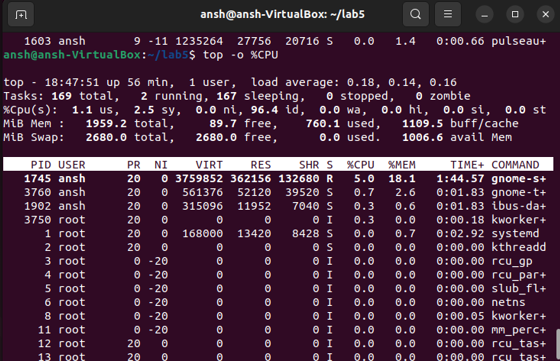 ansh@ansh-VirtualBox: ~/lab5
1603 ansh 9 -11 1235264 27756 20716 S 0.0 1.4 0:00.66 pulseau+
ansh@ansh-VirtualBox:~/lab5$ top -o %CPU
top - 18:47:51 up 56 min, 1 user, load average: 0.18, 0.14, 0.16
Tasks: 169 total, 2 running, 167 sleeping, 0 stopped, 0 zombie
%Cpu(s): 1.1 us, 2.5 sy, 0.0 ni, 96.4 id, 0.0 wa, 0.0 hi, 0.0 si, 0.0 st
MiB Mem : 1959.2 total, 89.7 free, 760.1 used, 1109.5 buff/cache
MiB Swap: 2680.0 total, 2680.0 free, 0.0 used. 1006.6 avail Mem
PID USER PR NI VIRT RES SHR S %CPU %MEM TIME+ COMMAND
1745 ansh 20 0 3759852 362156 132680 R 5.0 18.1 1:44.57 gnome-s+
3760 ansh 20 0 561376 52120 39520 S 0.7 2.6 0:01.83 gnome-t+
1902 ansh 20 0 315096 11952 7040 S 0.3 0.6 0:01.83 ibus-da+
3750 root 20 0 0 0 0 I 0.3 0.0 0:00.18 kworker+
1 root 20 0 168000 13420 8428 S 0.0 0.7 0:02.92 systemd
2 root 20 0 0 0 0 S 0.0 0.0 0:00.00 kthreadd
3 root 0 -20 0 0 0 I 0.0 0.0 0:00.00 rcu_gp
4 root 0 -20 0 0 0 I 0.0 0.0 0:00.00 rcu_par+
5 root 0 -20 0 0 0 I 0.0 0.0 0:00.00 slub_fl+
6 root 0 -20 0 0 0 I 0.0 0.0 0:00.00 netns
8 root 0 -20 0 0 0 I 0.0 0.0 0:00.05 kworker+
11 root 0 -20 0 0 0 I 0.0 0.0 0:00.00 mm_perc+
12 root 20 0 0 0 0 I 0.0 0.0 0:00.00 rcu_tas+
13 root 20 0 0 0 0 I 0.0 0.0 0:00.00 rcu_tas+